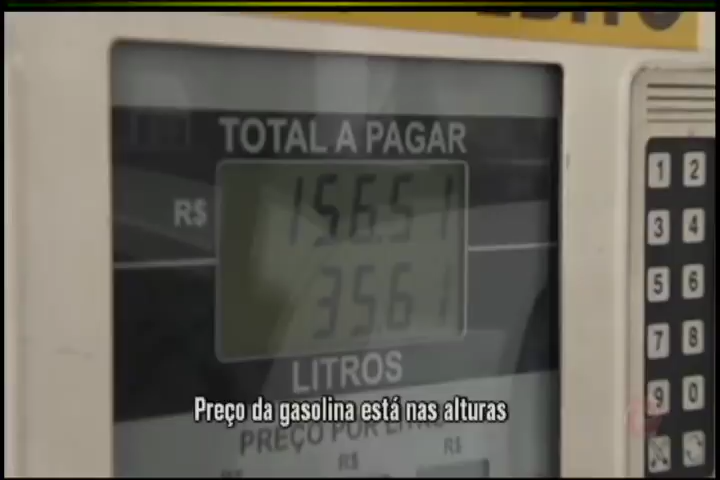 TOTAL A PAGAR
R$ 156.51
35.61
LITROS
Preço da gasolina está nas alturas
PREÇO POR LITRO
R$
R$ R$
1 2
3 4
5 6
7 8
9 0